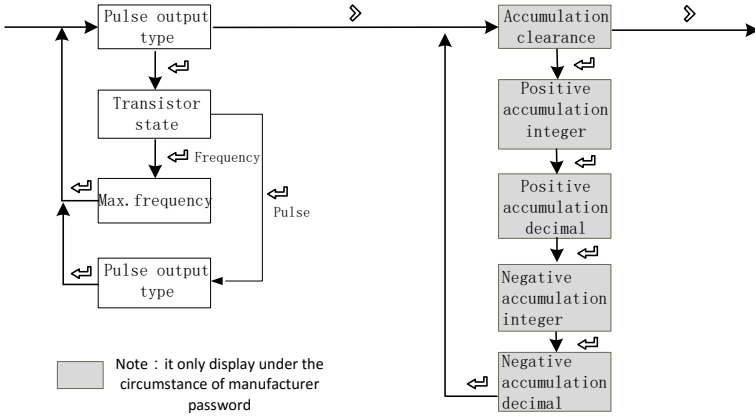 Pulse output
type
Transistor
state
Frequency
Max.frequency
Pulse
Pulse output
type
Note：it only display under the
circumstance of manufacturer
password
Accumulation
clearance
Positive
accumulation
integer
Positive
accumulation
decimal
Negative
accumulation
integer
Negative
accumulation
decimal